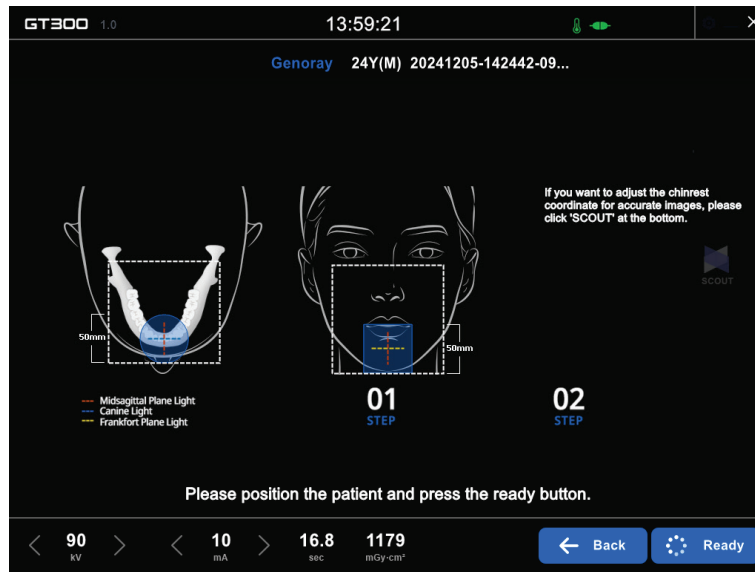 GT300 1.0
13:59:21
Genoray 24Y(M) 20241205-142442-09...
If you want to adjust the chinrest
coordinate for accurate images, please
click 'SCOUT' at the bottom.
SCOUT
50mm
50mm
Midsagittal Plane Light
Canine Light
Frankfort Plane Light
01
STEP
02
STEP
Please position the patient and press the ready button.
90
kV
10
mA
16.8
sec
1179
mGy·cm²
Back
Ready